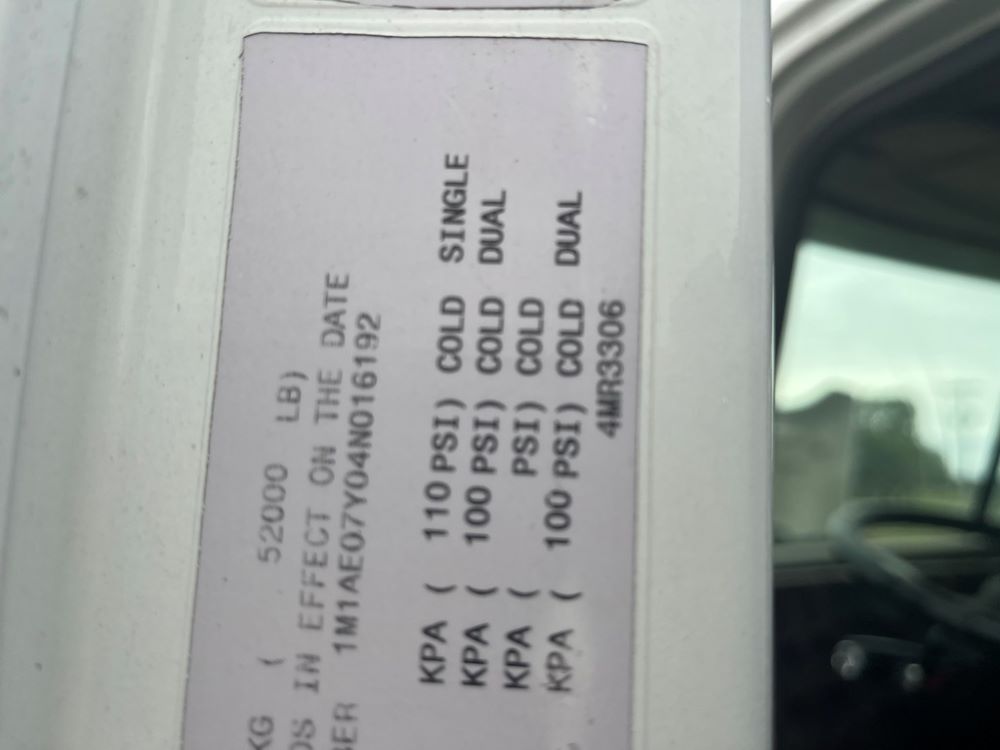 KG ( 52000 LB)
DS IN EFFECT ON THE DATE
BER 1M1AE07Y04N016192
KPA ( 110 PSI) COLD SINGLE
KPA ( 100 PSI) COLD DUAL
KPA ( PSI) COLD
KPA ( 100 PSI) COLD DUAL
4MR3306